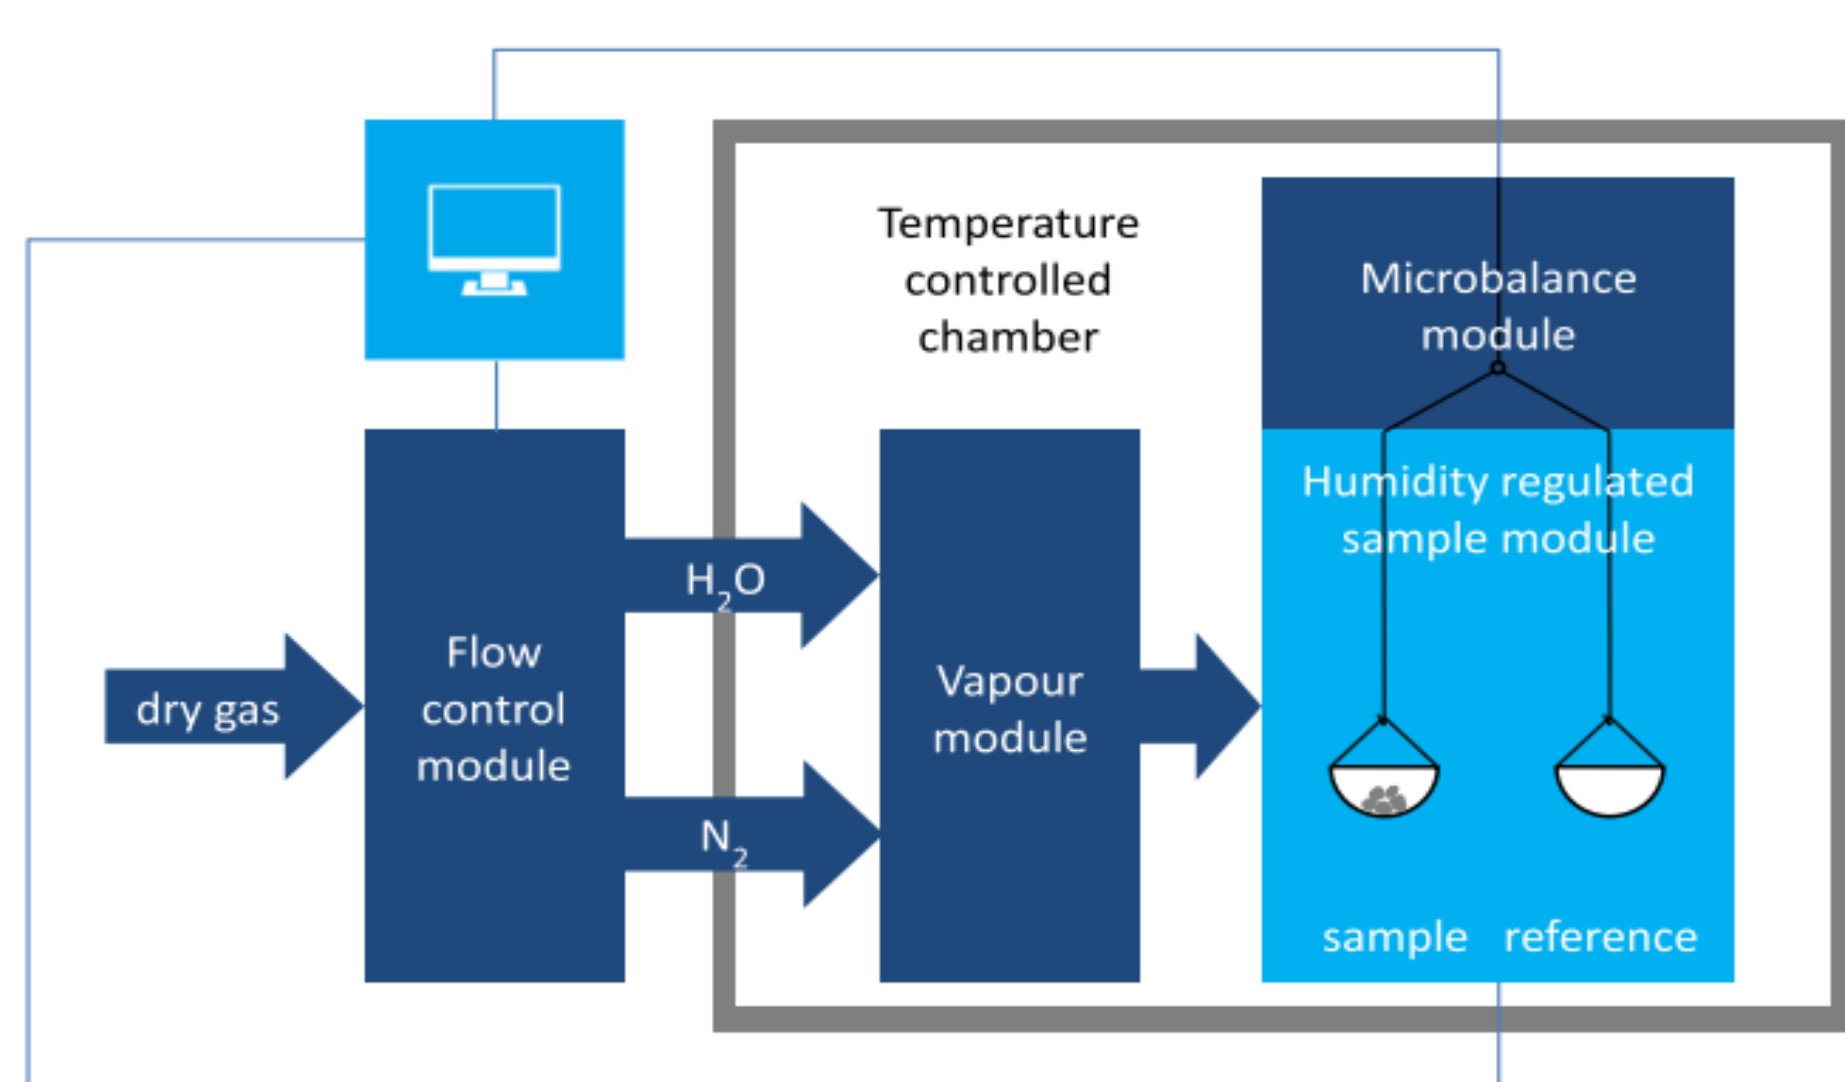 Temperature
controlled
chamber
Microbalance
module
Humidity regulated
sample module
H₂O
Flow
control
module
dry gas
Vapour
module
N₂
sample reference